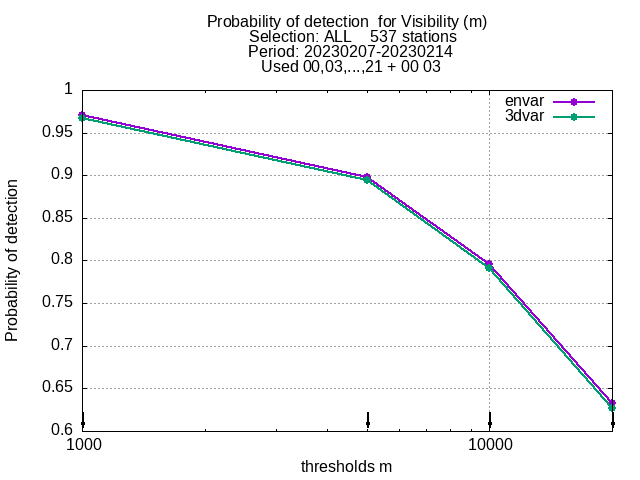 Probability of detection  for Visibility (m)
Selection: ALL    537 stations
Period: 20230207-20230214
Used 00,03,...,21 + 00 03
envar
3dvar
1
0.95
0.9
0.85
0.8
0.75
0.7
0.65
0.6
Probability of detection
1000
10000
thresholds m